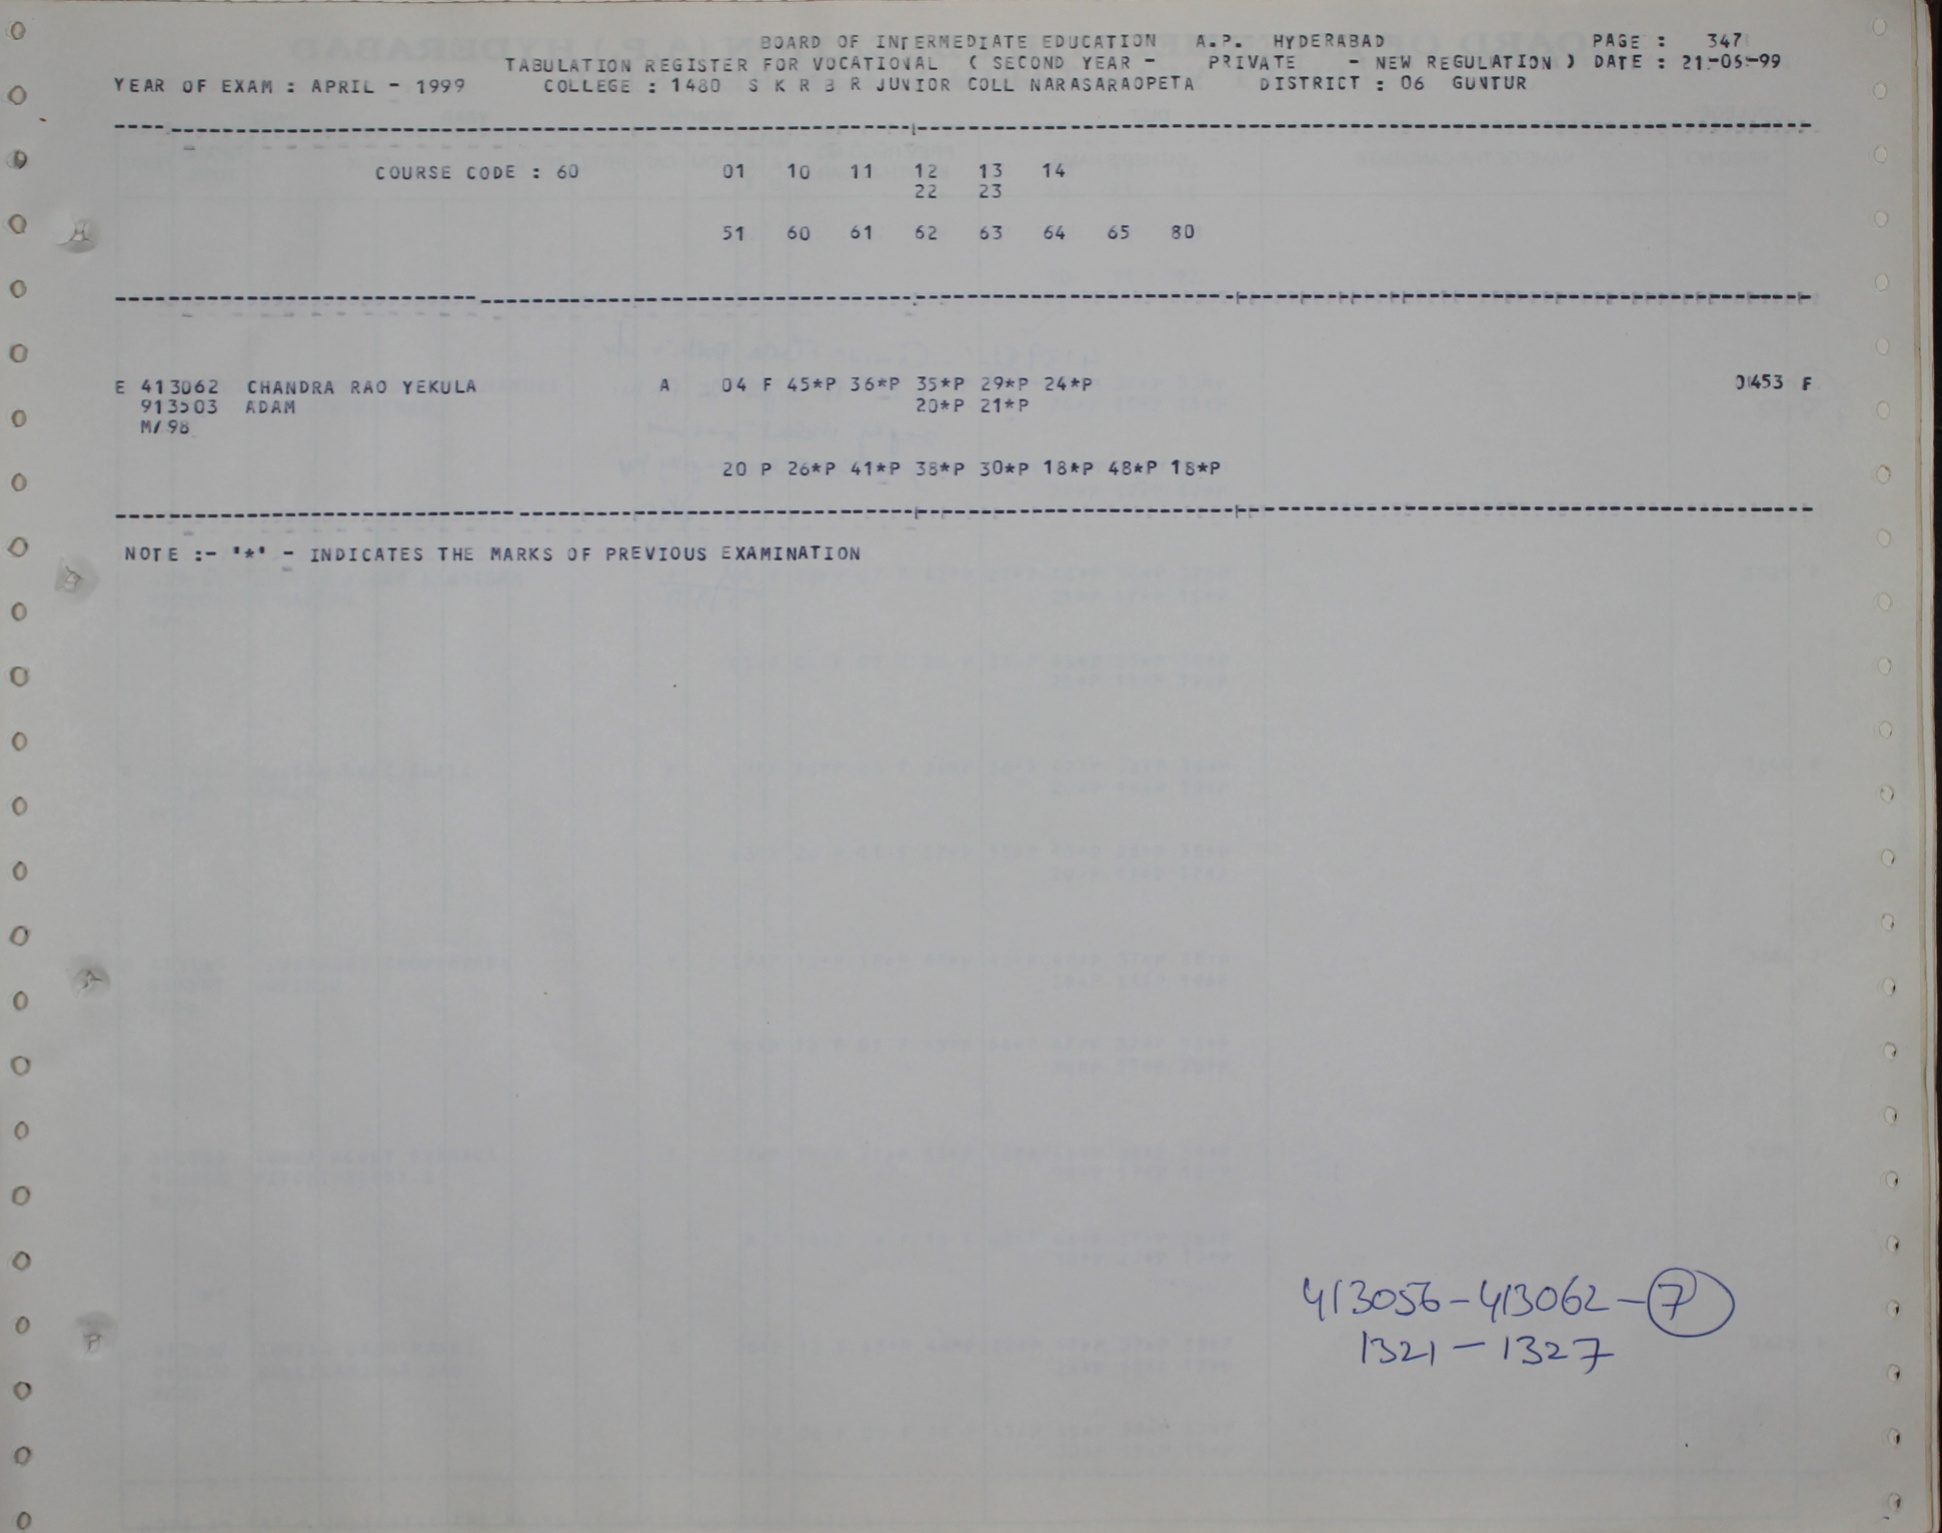 BOARD OF INTERMEDIATE EDUCATION A.P. HYDERABAD PAGE : 347
TABULATION REGISTER FOR VOCATIONAL ( SECOND YEAR - PRIVATE - NEW REGULATION ) DATE : 21-05-99
YEAR OF EXAM : APRIL - 1999 COLLEGE : 1480 S K R B R JUNIOR COLL NARASARAOPETA DISTRICT : 06 GUNTUR
COURSE CODE : 60 01 10 11 12 13 14
22 23
51 60 61 62 63 64 65 80
E 413062 CHANDRA RAO YEKULA A 04 F 45*P 36*P 35*P 29*P 24*P 0453 F
913503 ADAM 20*P 21*P
M/98
20 P 26*P 41*P 38*P 30*P 18*P 48*P 18*P
NOTE :- '*' - INDICATES THE MARKS OF PREVIOUS EXAMINATION
413056-413062-7
1321-1327